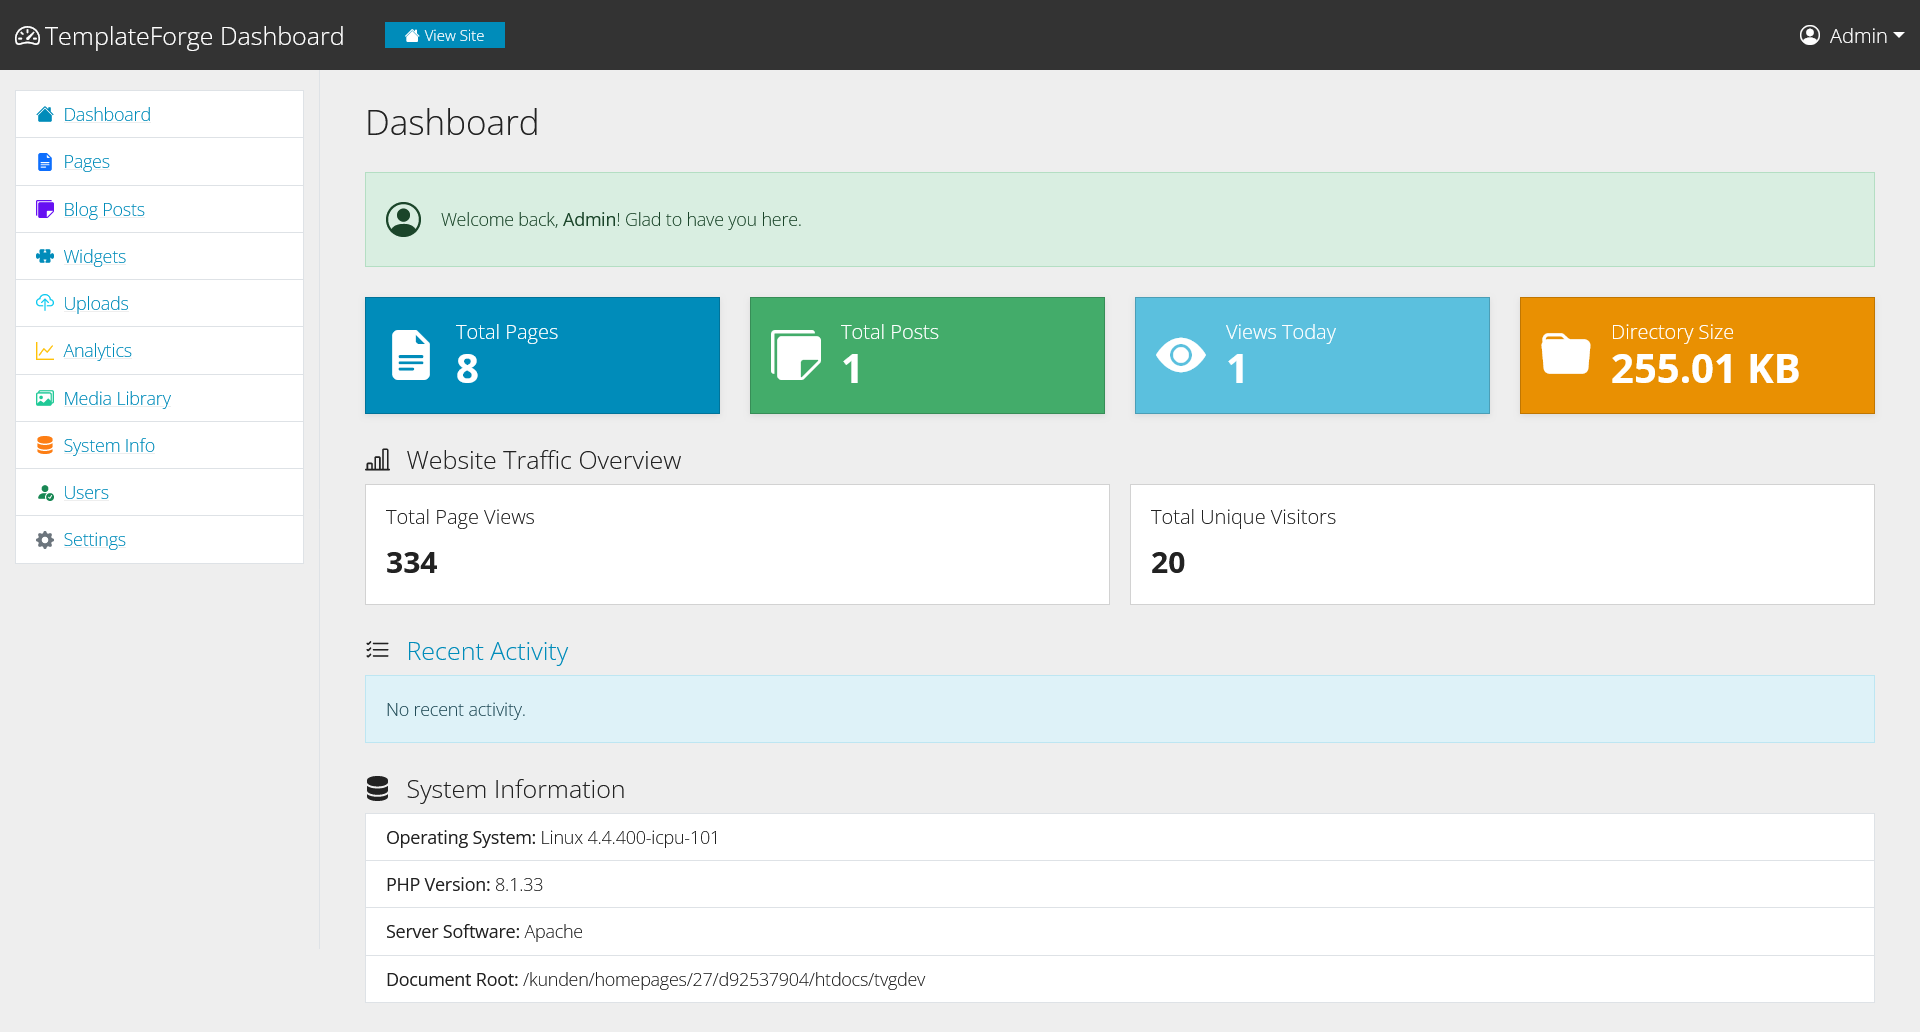 TemplateForge Dashboard
View Site
Admin
Dashboard
Pages
Blog Posts
Widgets
Uploads
Analytics
Media Library
System Info
Users
Settings
Dashboard
Welcome back, Admin! Glad to have you here.
Total Pages
8
Total Posts
1
Views Today
1
Directory Size
255.01 KB
Website Traffic Overview
Total Page Views
334
Total Unique Visitors
20
Recent Activity
No recent activity.
System Information
Operating System: Linux 4.4.400-icpu-101
PHP Version: 8.1.33
Server Software: Apache
Document Root: /kunden/homepages/27/d92537904/htdocs/tvgdev